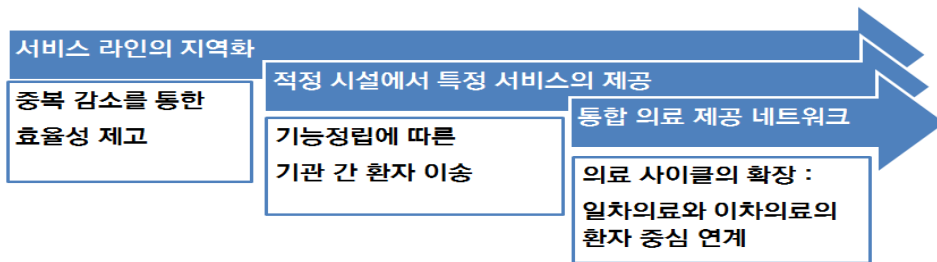 서비스 라인의 지역화
중복 감소를 통한
효율성 제고
적정 시설에서 특정 서비스의 제공
기능정립에 따른
기관 간 환자 이송
통합 의료 제공 네트워크
의료 사이클의 확장 :
일차의료와 이차의료의
환자 중심 연계